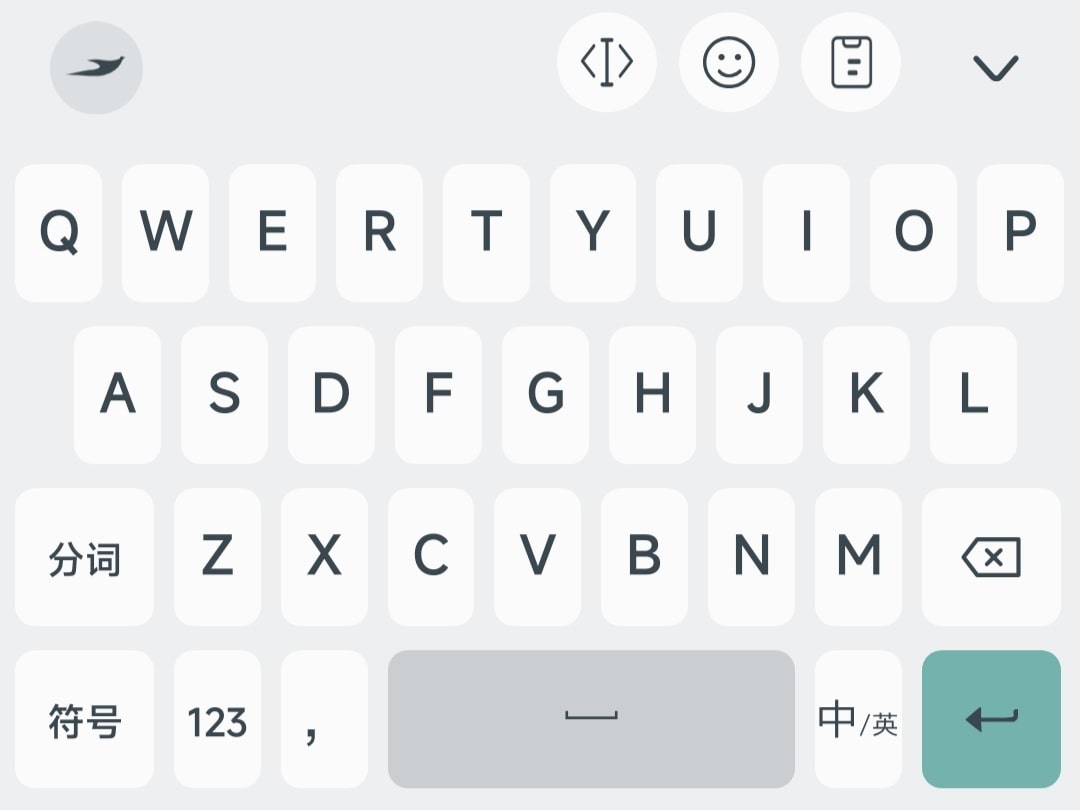 Q W E R T Y U I O P
A S D F G H J K L
分词 Z X C V B N M
符号 123 , 中/英